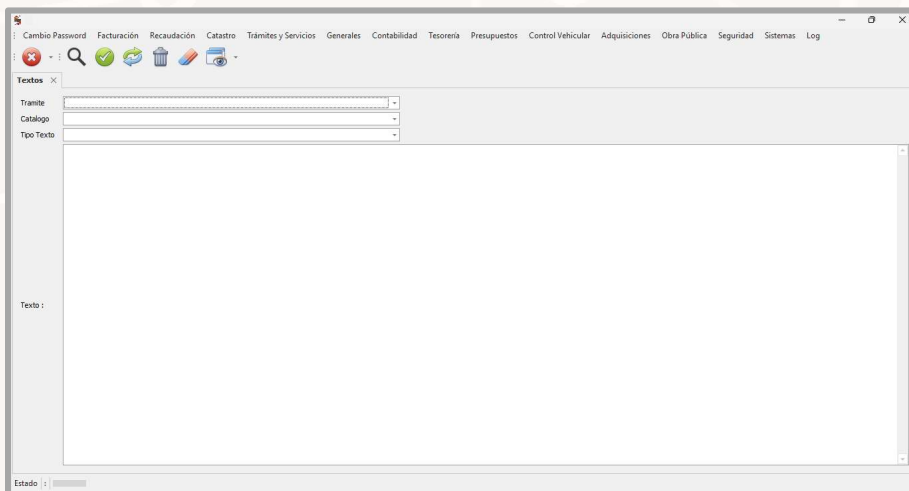 Cambio Password Facturación Recaudación Catastro Trámites y Servicios Generales Contabilidad Tesorería Presupuestos Control Vehicular Adquisiciones Obra Pública Seguridad Sistemas Log
Textos
Tramite
Catalogo
Tipo Texto
Texto :
Estado :